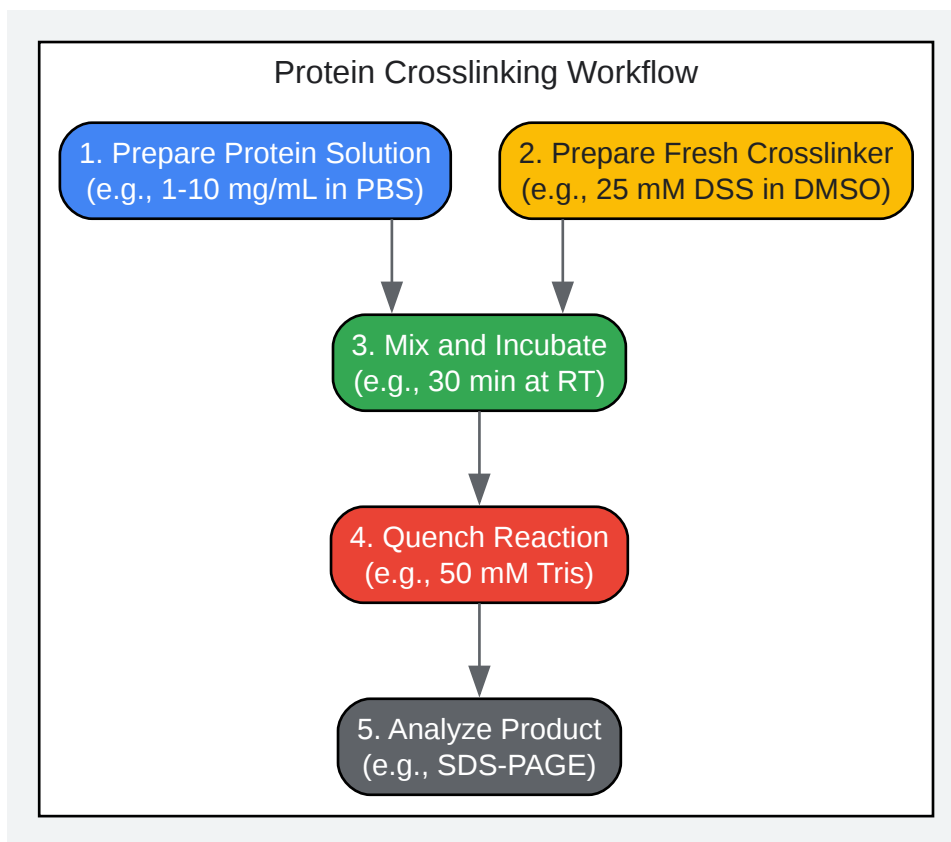 Protein Crosslinking Workflow
1. Prepare Protein Solution
(e.g., 1-10 mg/mL in PBS)
2. Prepare Fresh Crosslinker
(e.g., 25 mM DSS in DMSO)
3. Mix and Incubate
(e.g., 30 min at RT)
4. Quench Reaction
(e.g., 50 mM Tris)
5. Analyze Product
(e.g., SDS-PAGE)